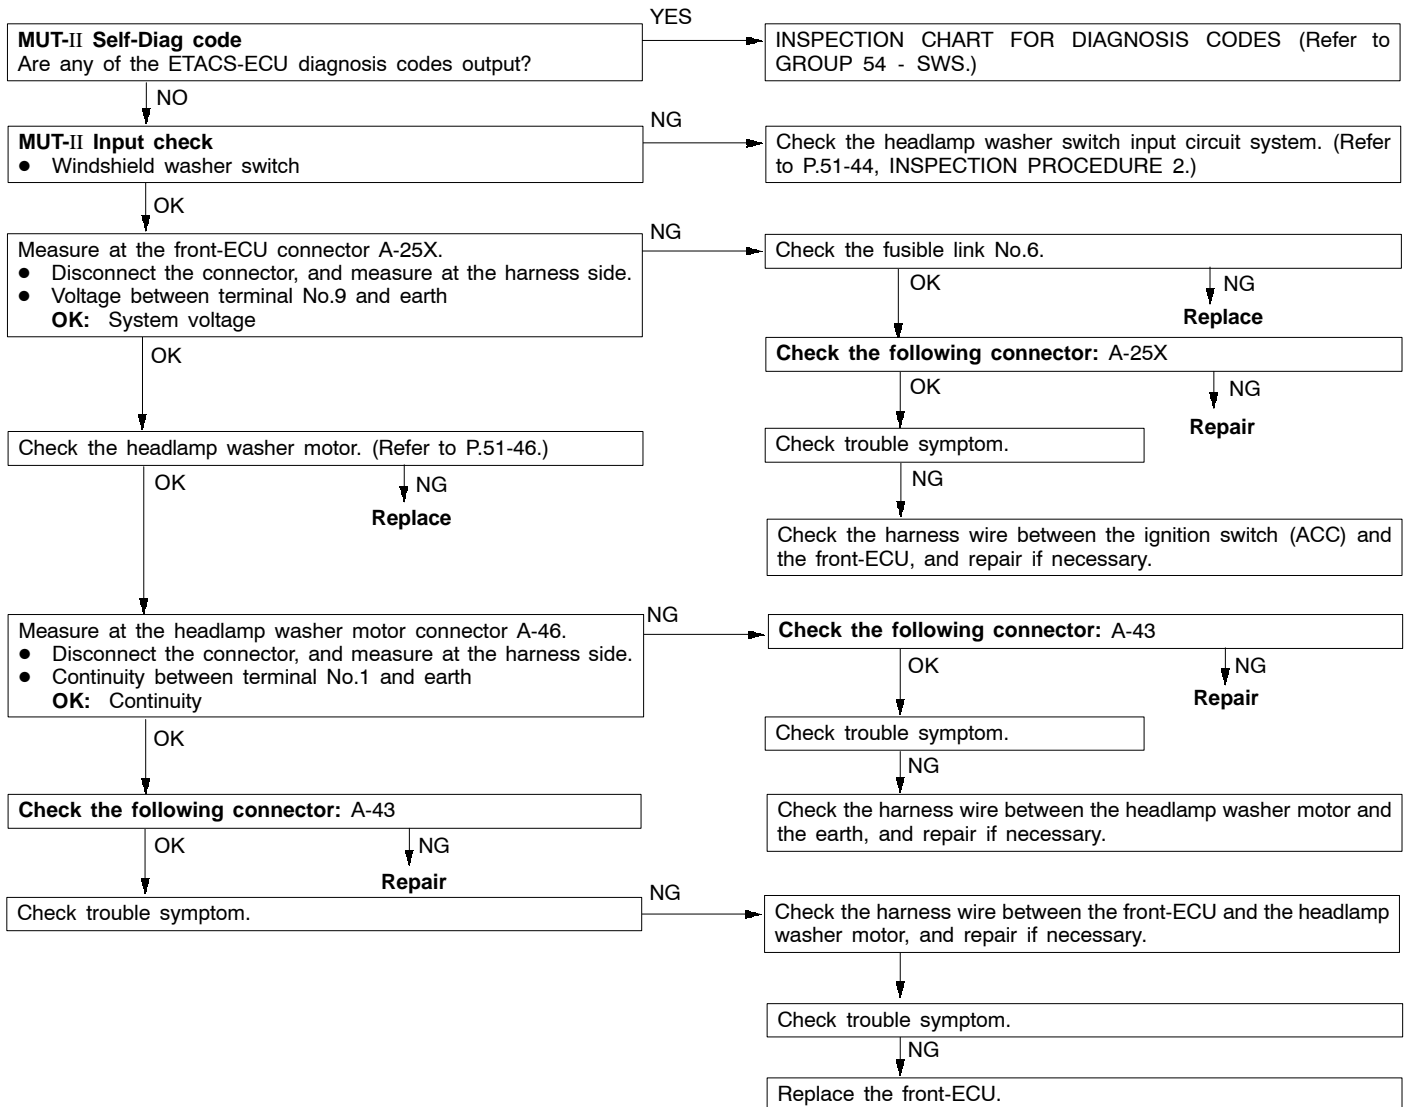 MUT-II Self-Diag code
Are any of the ETACS-ECU diagnosis codes output?
YES
INSPECTION CHART FOR DIAGNOSIS CODES (Refer to
GROUP 54 - SWS.)
NO
MUT-II Input check
● Windshield washer switch
NG
Check the headlamp washer switch input circuit system. (Refer
to P.51-44, INSPECTION PROCEDURE 2.)
OK
Measure at the front-ECU connector A-25X.
● Disconnect the connector, and measure at the harness side.
● Voltage between terminal No.9 and earth
OK: System voltage
NG
Check the fusible link No.6.
OK
NG
Replace
Check the following connector: A-25X
OK
NG
Repair
Check trouble symptom.
NG
Check the harness wire between the ignition switch (ACC) and
the front-ECU, and repair if necessary.
OK
Check the headlamp washer motor. (Refer to P.51-46.)
OK
NG
Replace
Measure at the headlamp washer motor connector A-46.
● Disconnect the connector, and measure at the harness side.
● Continuity between terminal No.1 and earth
OK: Continuity
NG
Check the following connector: A-43
OK
NG
Repair
Check trouble symptom.
NG
Check the harness wire between the headlamp washer motor and
the earth, and repair if necessary.
OK
Check the following connector: A-43
OK
NG
Repair
Check trouble symptom.
NG
Check the harness wire between the front-ECU and the headlamp
washer motor, and repair if necessary.
Check trouble symptom.
NG
Replace the front-ECU.